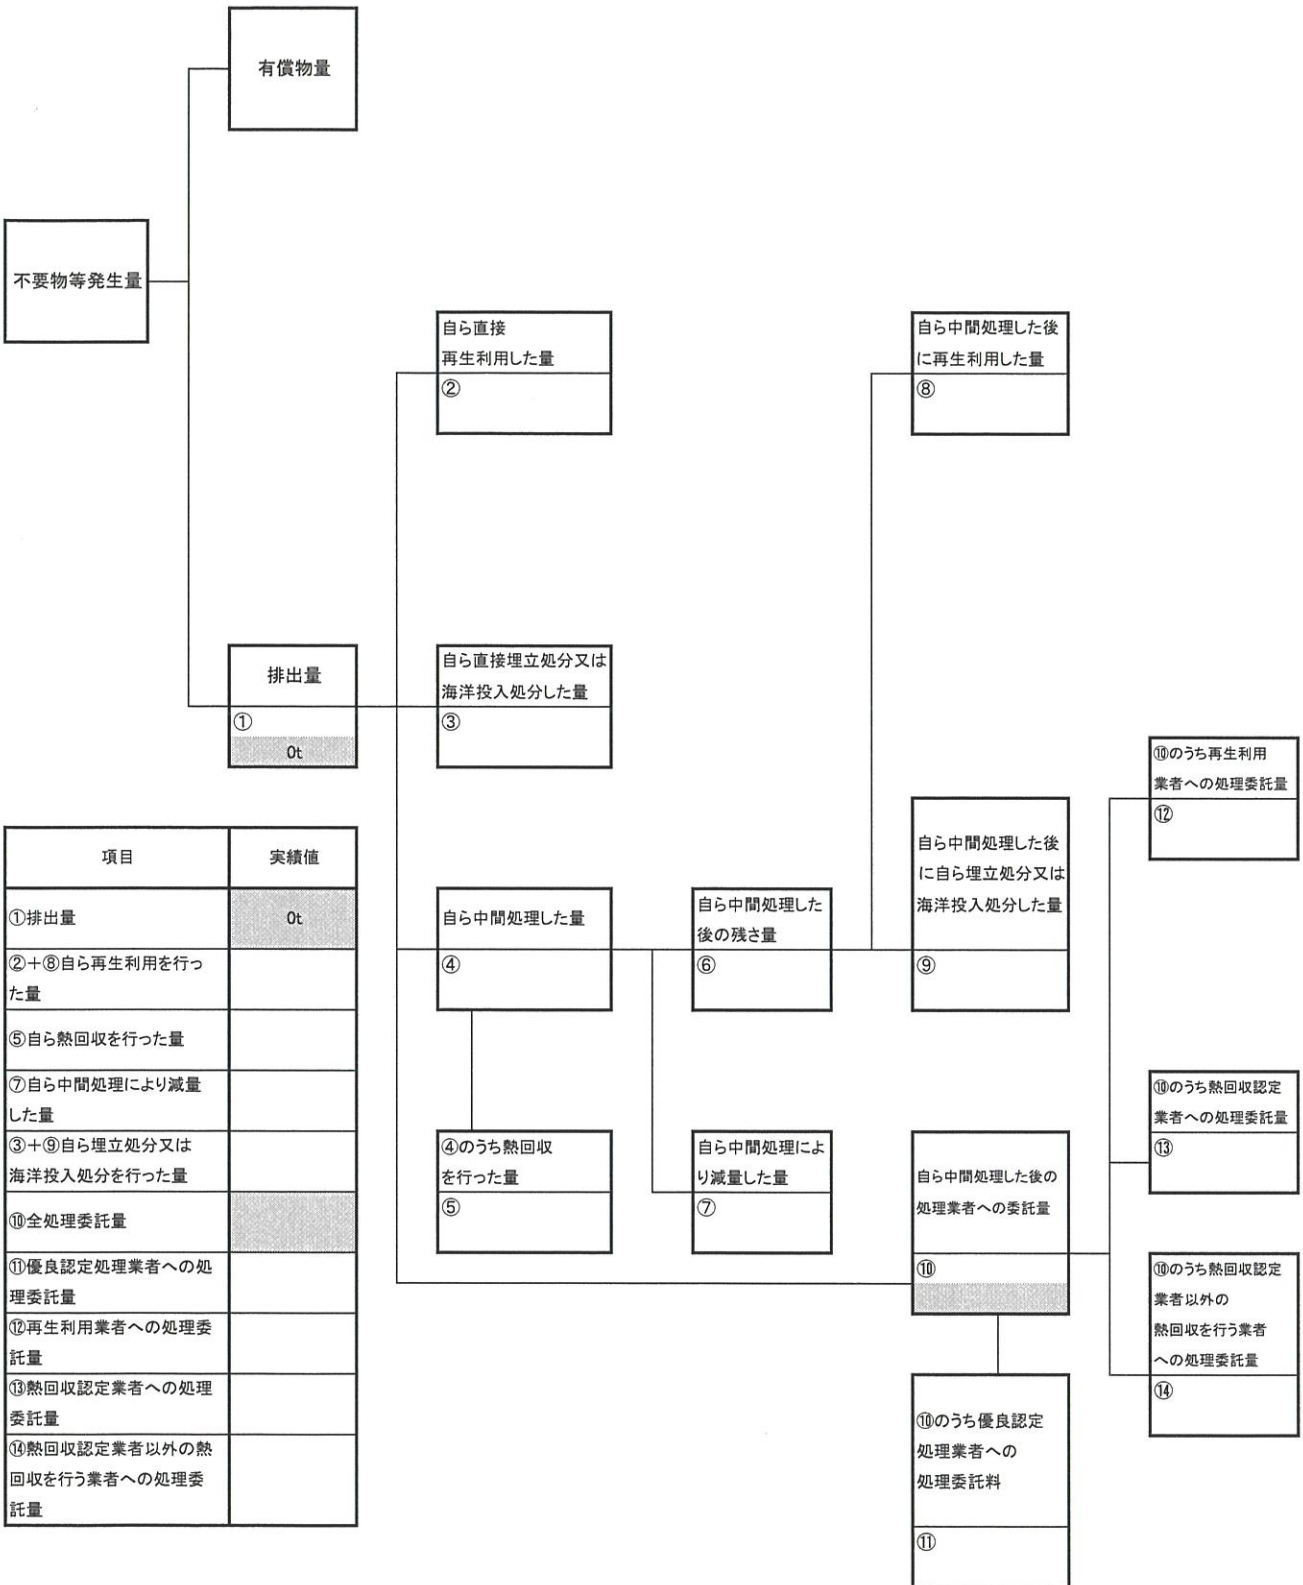 有償物量
不要物等発生量
自ら直接
再生利用した量
②
自ら中間処理した後
に再生利用した量
⑧
排出量
①
0t
自ら直接埋立処分又は
海洋投入処分した量
③
⑩のうち再生利用
業者への処理委託量
⑫
項目
実績値
①排出量
0t
②+⑧自ら再生利用を行っ
た量
⑤自ら熱回収を行った量
⑦自ら中間処理により減量
した量
③+⑨自ら埋立処分又は
海洋投入処分を行った量
⑩全処理委託量
⑪優良認定処理業者への処
理委託量
⑫再生利用業者への処理委
託量
⑬熱回収認定業者への処理
委託量
⑭熱回収認定業者以外の熱
回収を行う業者への処理委
託量
自ら中間処理した量
④
自ら中間処理した
後の残さ量
⑥
自ら中間処理した後
に自ら埋立処分又は
海洋投入処分した量
⑨
④のうち熱回収
を行った量
⑤
自ら中間処理によ
り減量した量
⑦
自ら中間処理した後の
処理業者への委託量
⑩
⑩のうち熱回収認定
業者への処理委託量
⑬
⑩のうち熱回収認定
業者以外の
熱回収を行う業者
への処理委託量
⑭
⑩のうち優良認定
処理業者への
処理委託料
⑪